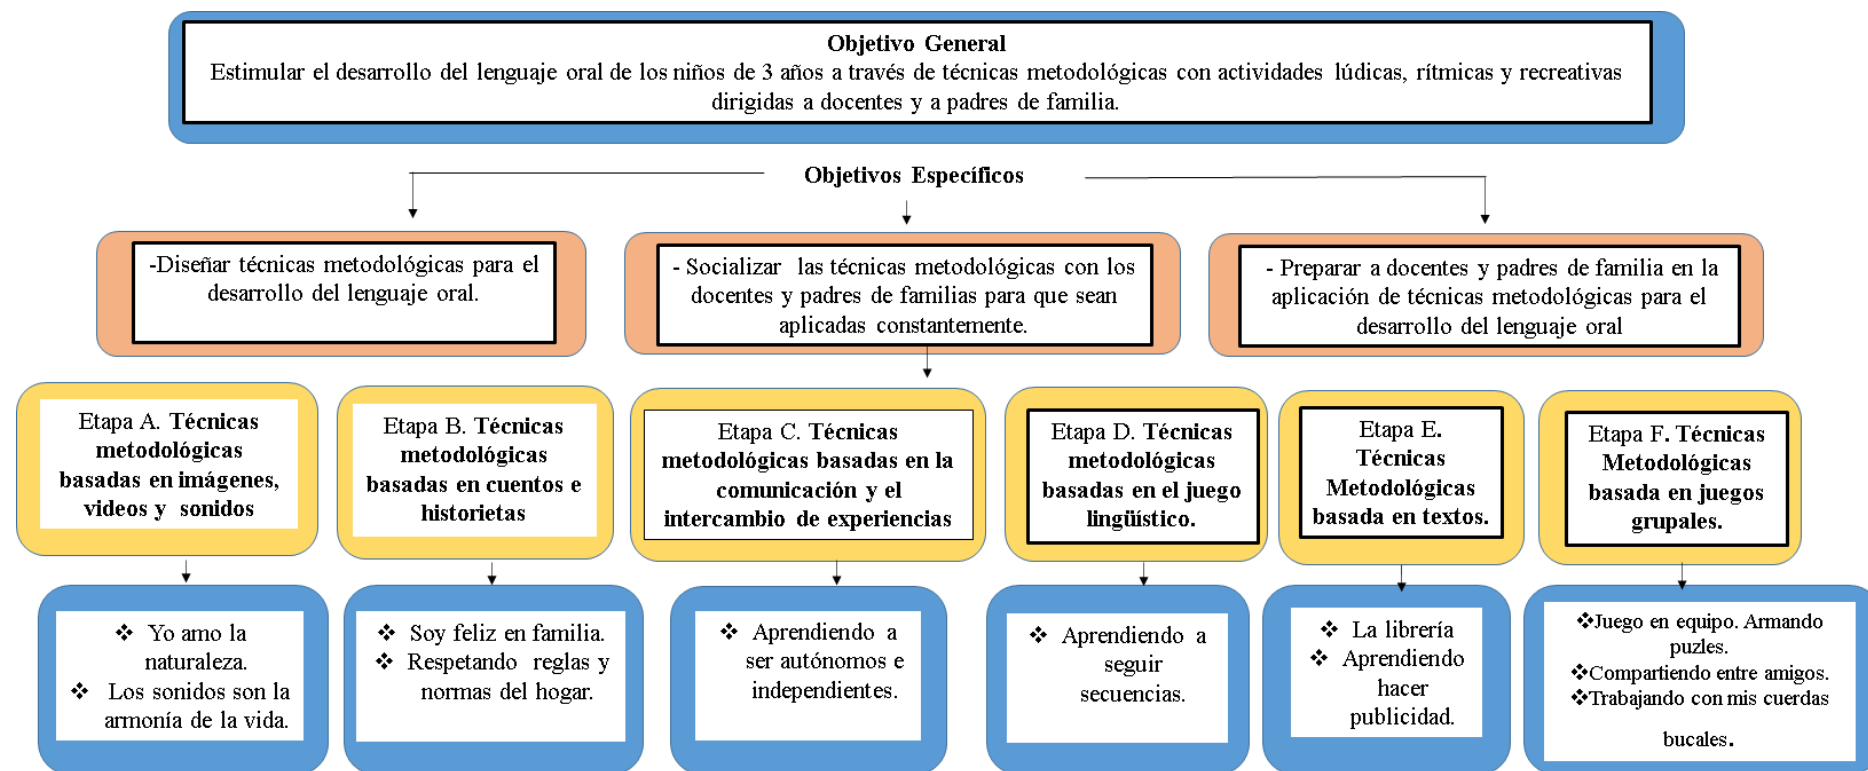 Objetivo General
Estimular el desarrollo del lenguaje oral de los niños de 3 años a través de técnicas metodológicas con actividades lúdicas, rítmicas y recreativas
dirigidas a docentes y a padres de familia.
Objetivos Específicos
-Diseñar técnicas metodológicas para el
desarrollo del lenguaje oral.
- Socializar las técnicas metodológicas con los
docentes y padres de familias para que sean
aplicadas constantemente.
- Preparar a docentes y padres de familia en la
aplicación de técnicas metodológicas para el
desarrollo del lenguaje oral
Etapa A. Técnicas
metodológicas
basadas en imágenes,
videos y sonidos
Etapa B. Técnicas
metodológicas
basadas en cuentos e
historietas
Etapa C. Técnicas
metodológicas basadas en la
comunicación y el
intercambio de experiencias
Etapa D. Técnicas
metodológicas
basadas en el juego
lingüístico.
Etapa E.
Técnicas
Metodológicas
basada en textos.
Etapa F. Técnicas
Metodológicas
basada en juegos
grupales.
❖ Yo amo la
naturaleza.
❖ Los sonidos son la
armonía de la vida.
❖ Soy feliz en familia.
❖ Respetando reglas y
normas del hogar.
❖ Aprendiendo a
ser autónomos e
independientes.
❖ Aprendiendo a
seguir
secuencias.
❖ La librería
❖ Aprendiendo
hacer
publicidad.
❖Juego en equipo. Armando
puzles.
❖Compartiendo entre amigos.
❖Trabajando con mis cuerdas
bucales.